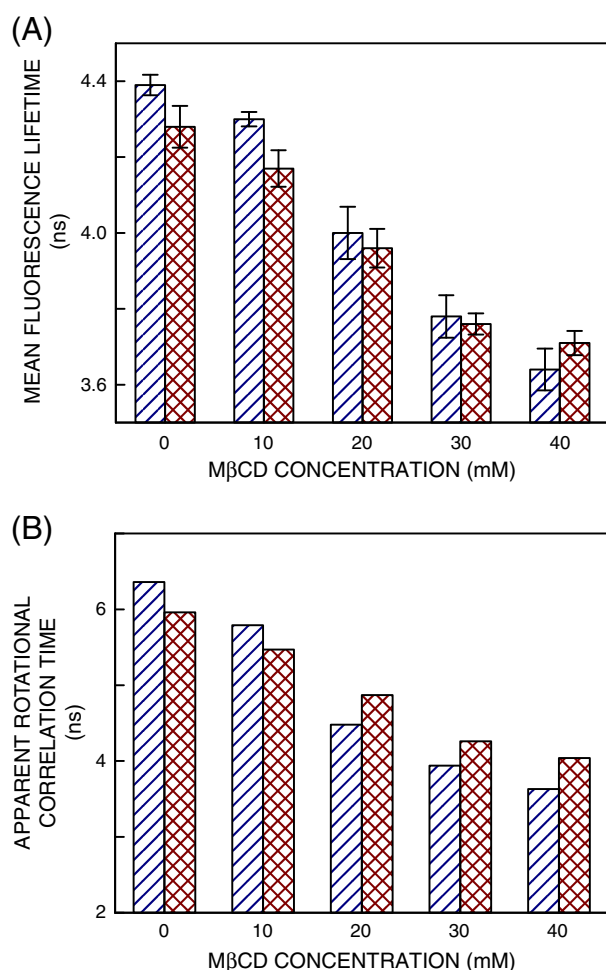 (A)
MEAN FLUORESCENCE LIFETIME
(ns)
4.4
4.0
3.6
0 10 20 30 40
MβCD CONCENTRATION (mM)
(B)
APPARENT ROTATIONAL
CORRELATION TIME
(ns)
6
4
2
0 10 20 30 40
MβCD CONCENTRATION (mM)